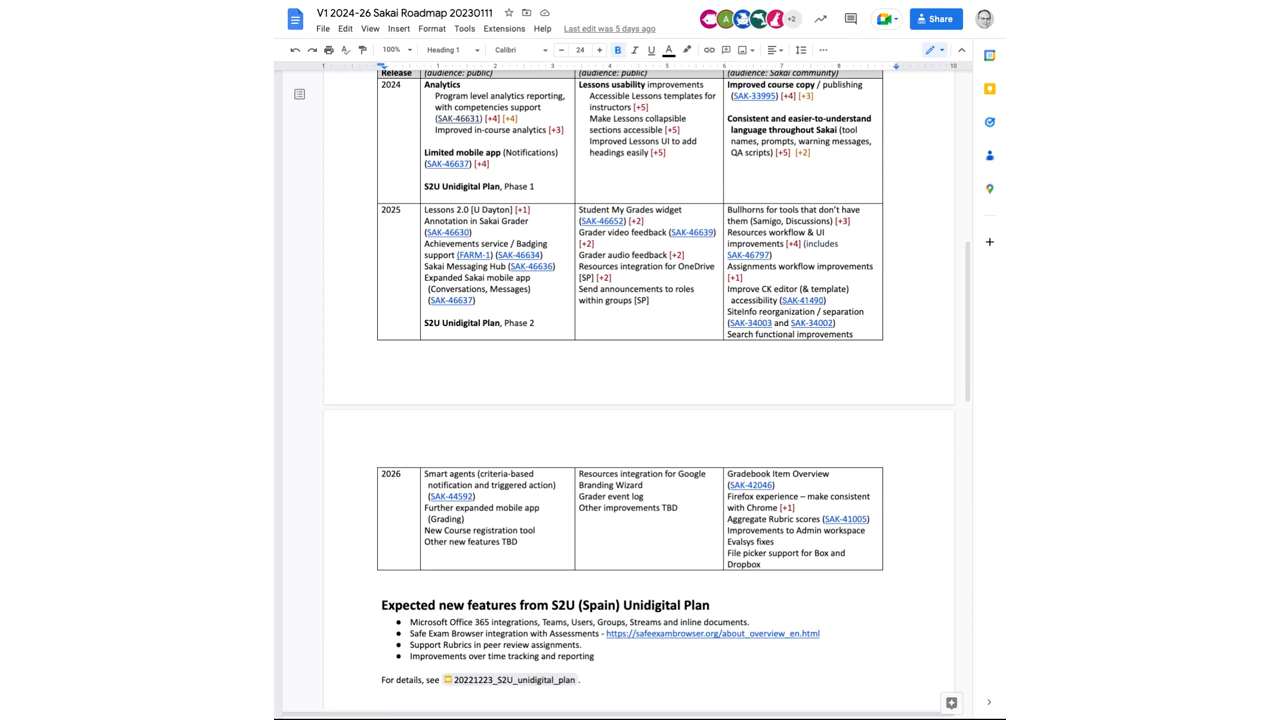 V1 2024-26 Sakai Roadmap 20230111
+2
Share
File Edit View Insert Format Tools Extensions Help Last edit was 5 days ago
100% Heading 1 Calibri 24 B I U A
1 1 2 3 4 5 6 7 8 9 10
Release (audience: public) (audience: public) (audience: Sakai community)
2024
Analytics
Program level analytics reporting,
with competencies support
(SAK-46631) [+4] [+4]
Improved in-course analytics [+3]
Limited mobile app (Notifications)
(SAK-46637) [+4]
S2U Unidigital Plan, Phase 1
Lessons usability improvements
Accessible Lessons templates for
instructors [+5]
Make Lessons collapsible
sections accessible [+5]
Improved Lessons UI to add
headings easily [+5]
Improved course copy / publishing
(SAK-33995) [+4] [+3]
Consistent and easier-to-understand
language throughout Sakai (tool
names, prompts, warning messages,
QA scripts) [+5] [+2]
2025
Lessons 2.0 [U Dayton] [+1]
Annotation in Sakai Grader
(SAK-46630)
Achievements service / Badging
support (FARM-1) (SAK-46634)
Sakai Messaging Hub (SAK-46636)
Expanded Sakai mobile app
(Conversations, Messages)
(SAK-46637)
S2U Unidigital Plan, Phase 2
Student My Grades widget
(SAK-46652) [+2]
Grader video feedback (SAK-46639)
[+2]
Grader audio feedback [+2]
Resources integration for OneDrive
[SP] [+2]
Send announcements to roles
within groups [SP]
Bullhorns for tools that don't have
them (Samigo, Discussions) [+3]
Resources workflow & UI
improvements [+4] (includes
SAK-46797)
Assignments workflow improvements
[+1]
Improve CK editor (& template)
accessibility (SAK-41490)
SiteInfo reorganization / separation
(SAK-34003 and SAK-34002)
Search functional improvements
2026
Smart agents (criteria-based
notification and triggered action)
(SAK-44592)
Further expanded mobile app
(Grading)
New Course registration tool
Other new features TBD
Resources integration for Google
Branding Wizard
Grader event log
Other improvements TBD
Gradebook Item Overview
(SAK-42046)
Firefox experience – make consistent
with Chrome [+1]
Aggregate Rubric scores (SAK-41005)
Improvements to Admin workspace
Evalsys fixes
File picker support for Box and
Dropbox
Expected new features from S2U (Spain) Unidigital Plan
● Microsoft Office 365 integrations, Teams, Users, Groups, Streams and inline documents.
● Safe Exam Browser integration with Assessments - https://safeexambrowser.org/about_overview_en.html
● Support Rubrics in peer review assignments.
● Improvements over time tracking and reporting
For details, see 20221223_S2U_unidigital_plan .